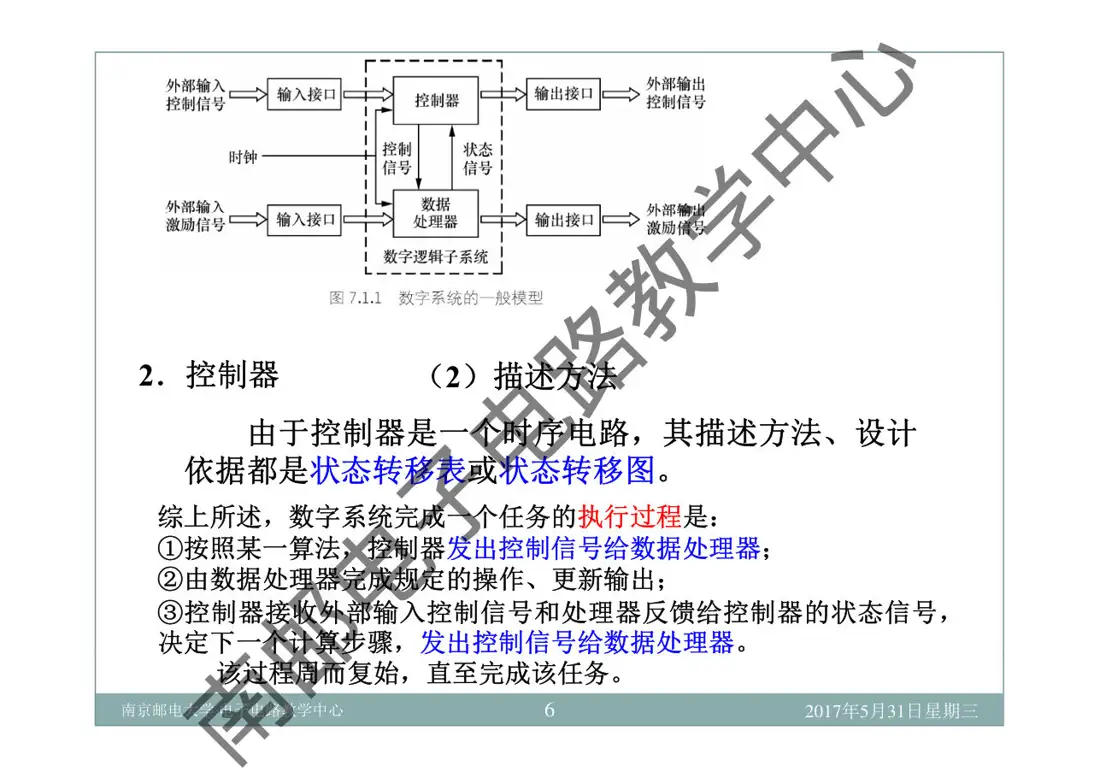 外部输入
控制信号
输入接口
控制器
输出接口
外部输出
控制信号
时钟
控制
信号
状态
信号
外部输入
激励信号
输入接口
数据
处理器
输出接口
外部输出
激励信号
数字逻辑子系统
图 7.1.1 数字系统的一般模型
2．控制器 （2）描述方法
由于控制器是一个时序电路，其描述方法、设计
依据都是状态转移表或状态转移图。
综上所述，数字系统完成一个任务的执行过程是：
①按照某一算法，控制器发出控制信号给数据处理器；
②由数据处理器完成规定的操作、更新输出；
③控制器接收外部输入控制信号和处理器反馈给控制器的状态信号，
决定下一个计算步骤，发出控制信号给数据处理器。
该过程周而复始，直至完成该任务。
南京邮电大学 电子电路教学中心 6 2017年5月31日星期三
南邮电子电路教学中心